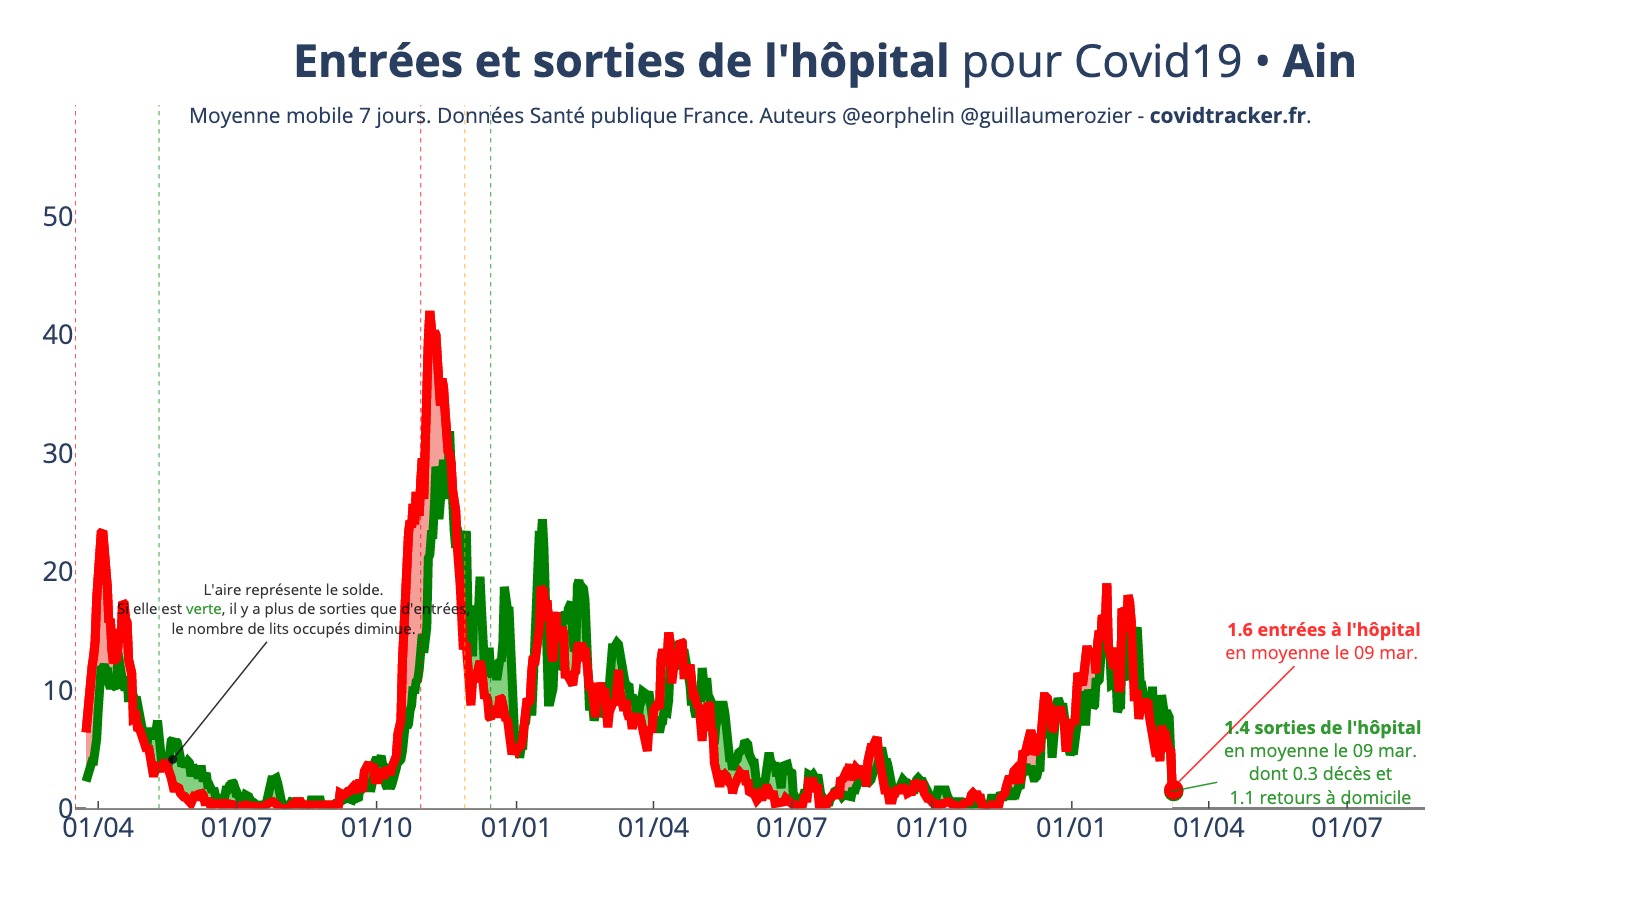 Entrées et sorties de l'hôpital pour Covid19 • Ain
Moyenne mobile 7 jours. Données Santé publique France. Auteurs @eorphelin @guillaumerozier - covidtracker.fr.
50
40
30
20
10
0
L'aire représente le solde.
Si elle est verte, il y a plus de sorties que d'entrées,
le nombre de lits occupés diminue.
1.6 entrées à l'hôpital
en moyenne le 09 mar.
1.4 sorties de l'hôpital
en moyenne le 09 mar.
dont 0.3 décès et
1.1 retours à domicile
01/04 01/07 01/10 01/01 01/04 01/07 01/10 01/01 01/04 01/07